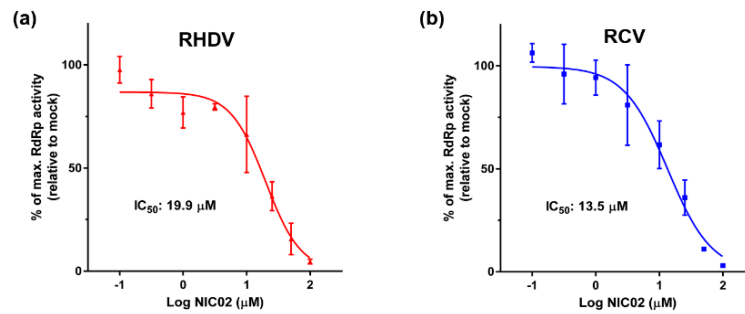 (a)
RHDV
% of max. RdRp activity
(relative to mock)
100
50
0
IC50: 19.9 µM
-1 0 1 2
Log NIC02 (µM)
(b)
RCV
% of max. RdRp activity
(relative to mock)
100
50
0
IC50: 13.5 µM
-1 0 1 2
Log NIC02 (µM)